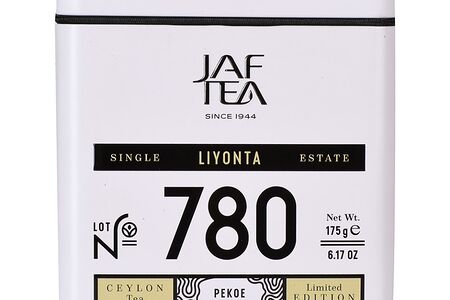 JAF
TEA
SINCE 1944
SINGLE LIYONTA ESTATE
LOT
Nº
780
Net Wt.
175g ℮
6.17 OZ
CEYLON
Tea
PEKOE
Limited
EDITION